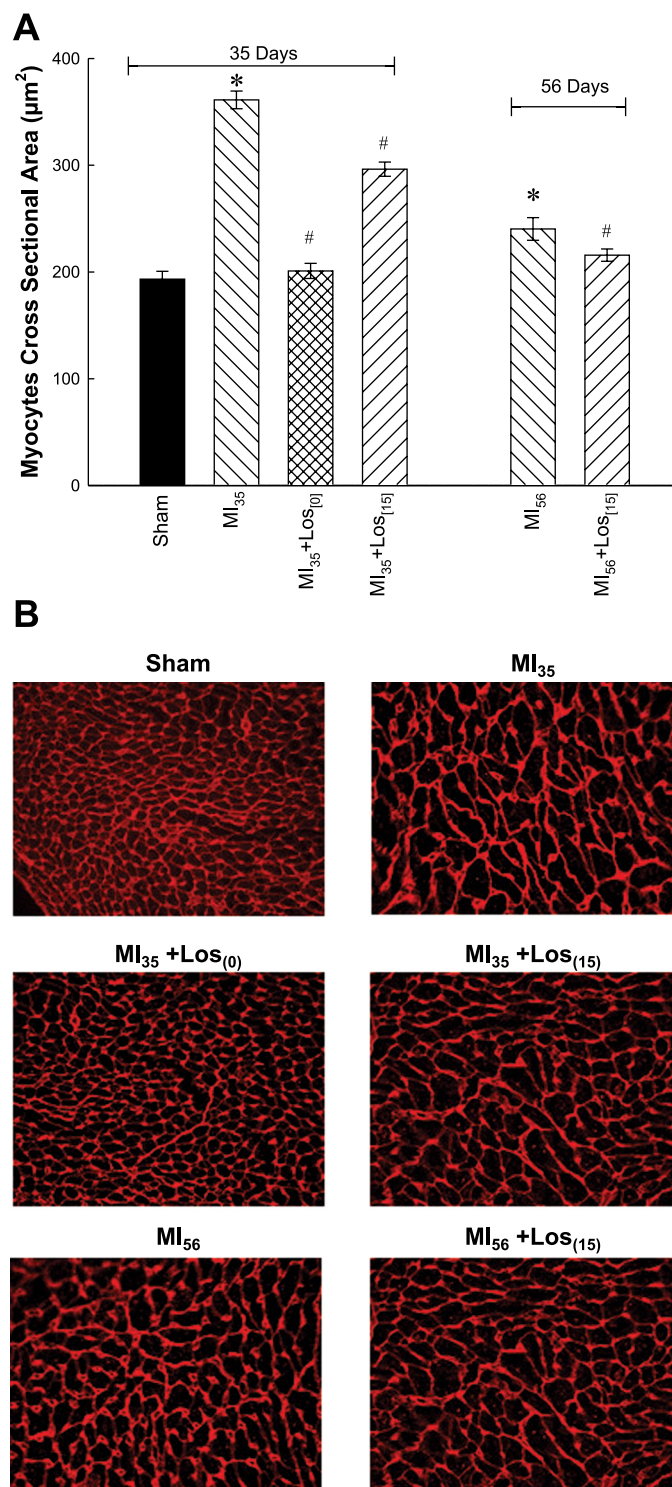 A
Myocytes Cross Sectional Area (µm²)
400
300
200
100
0
35 Days
56 Days
*
#
#
*
#
Sham
MI₃₅
MI₃₅+Los[₀]
MI₃₅+Los[₁₅]
MI₅₆
MI₅₆+Los[₁₅]
B
Sham
MI₃₅
MI₃₅ +Los₍₀₎
MI₃₅ +Los₍₁₅₎
MI₅₆
MI₅₆ +Los₍₁₅₎